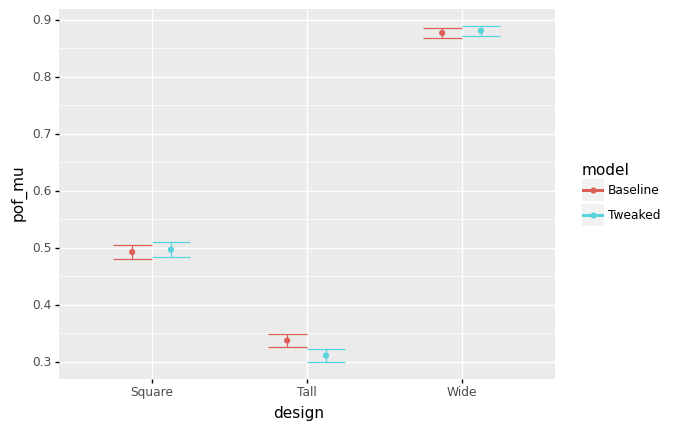 0.9
0.8
0.7
0.6
0.5
0.4
0.3
pof_mu
Square
Tall
Wide
design
model
Baseline
Tweaked